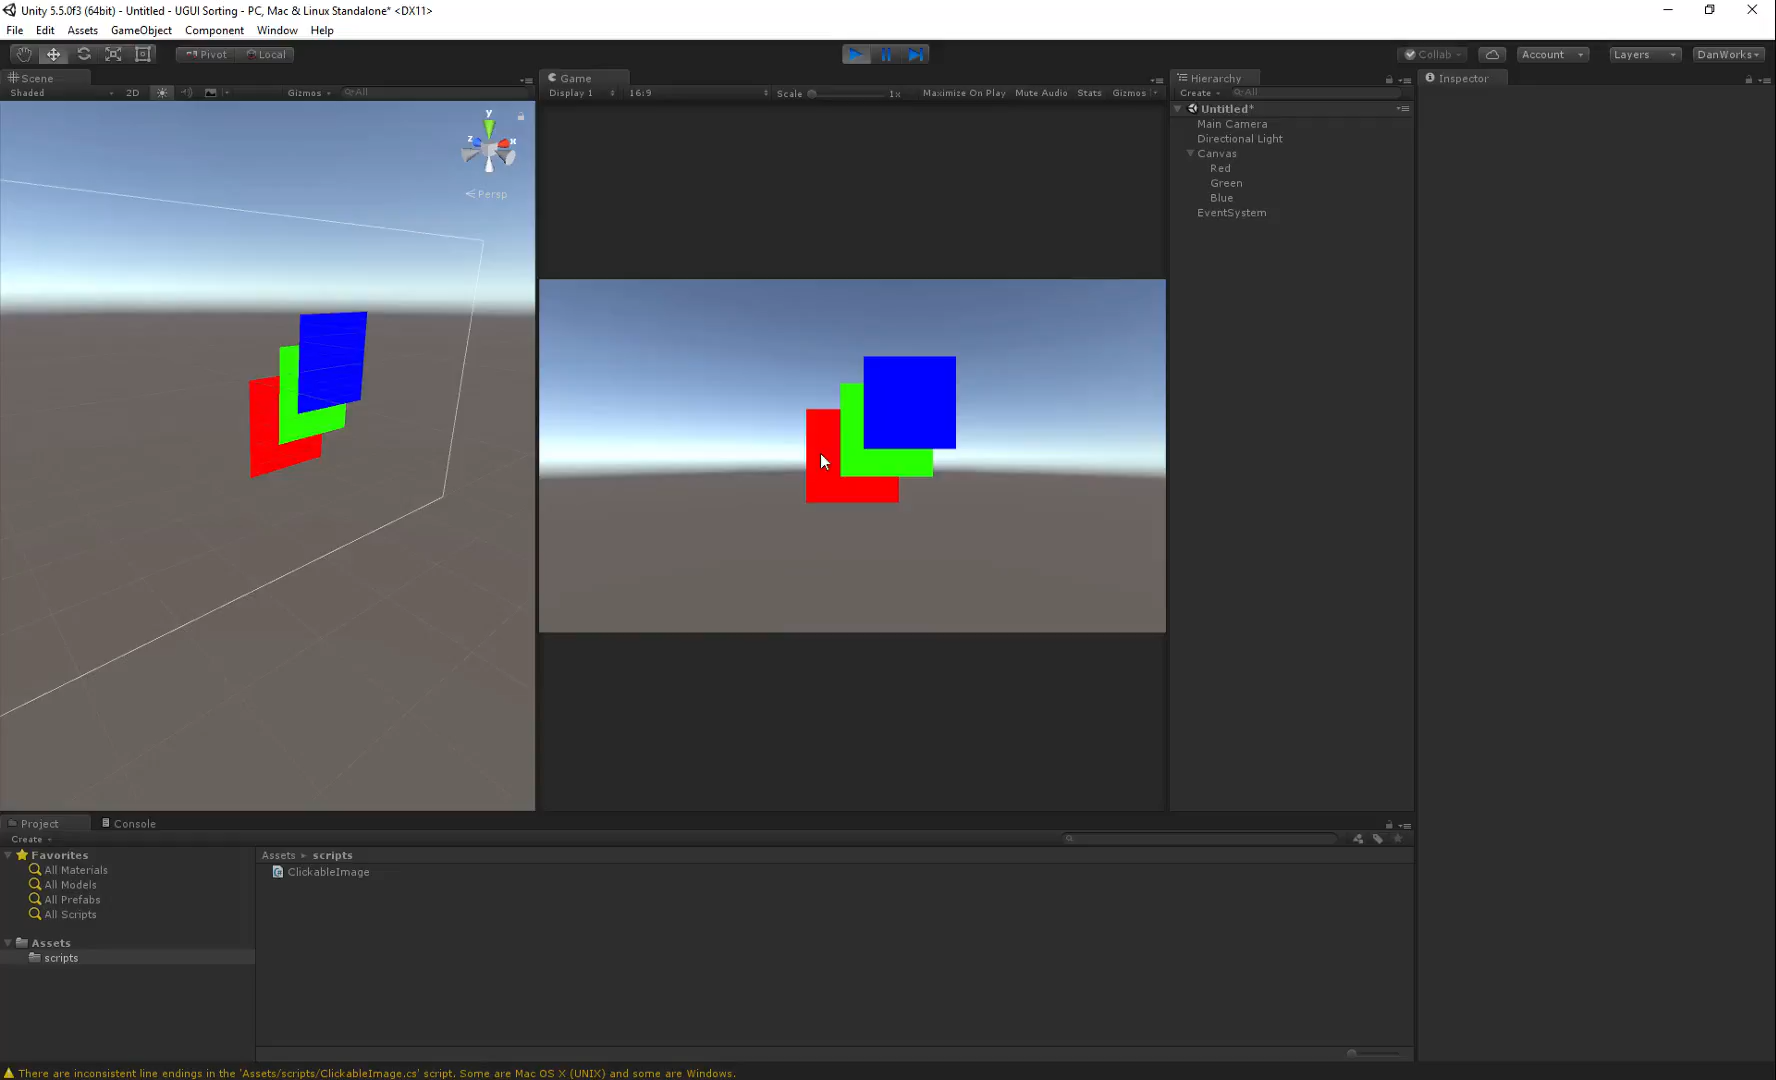 Unity 5.5.0f3 (64bit) - Untitled - UGUI Sorting - PC, Mac & Linux Standalone* <DX11>
File Edit Assets GameObject Component Window Help
Pivot Local Collab Account Layers DanWorks
Scene
Shaded 2D Gizmos All
y
z
x
Persp
Game
Display 1 16:9 Scale 1x Maximize On Play Mute Audio Stats Gizmos
Hierarchy
Create All
Untitled*
Main Camera
Directional Light
Canvas
Red
Green
Blue
EventSystem
Inspector
Project Console
Create
Favorites
All Materials
All Models
All Prefabs
All Scripts
Assets
scripts
Assets scripts
ClickableImage
There are inconsistent line endings in the 'Assets/scripts/ClickableImage.cs' script. Some are Mac OS X (UNIX) and some are Windows.